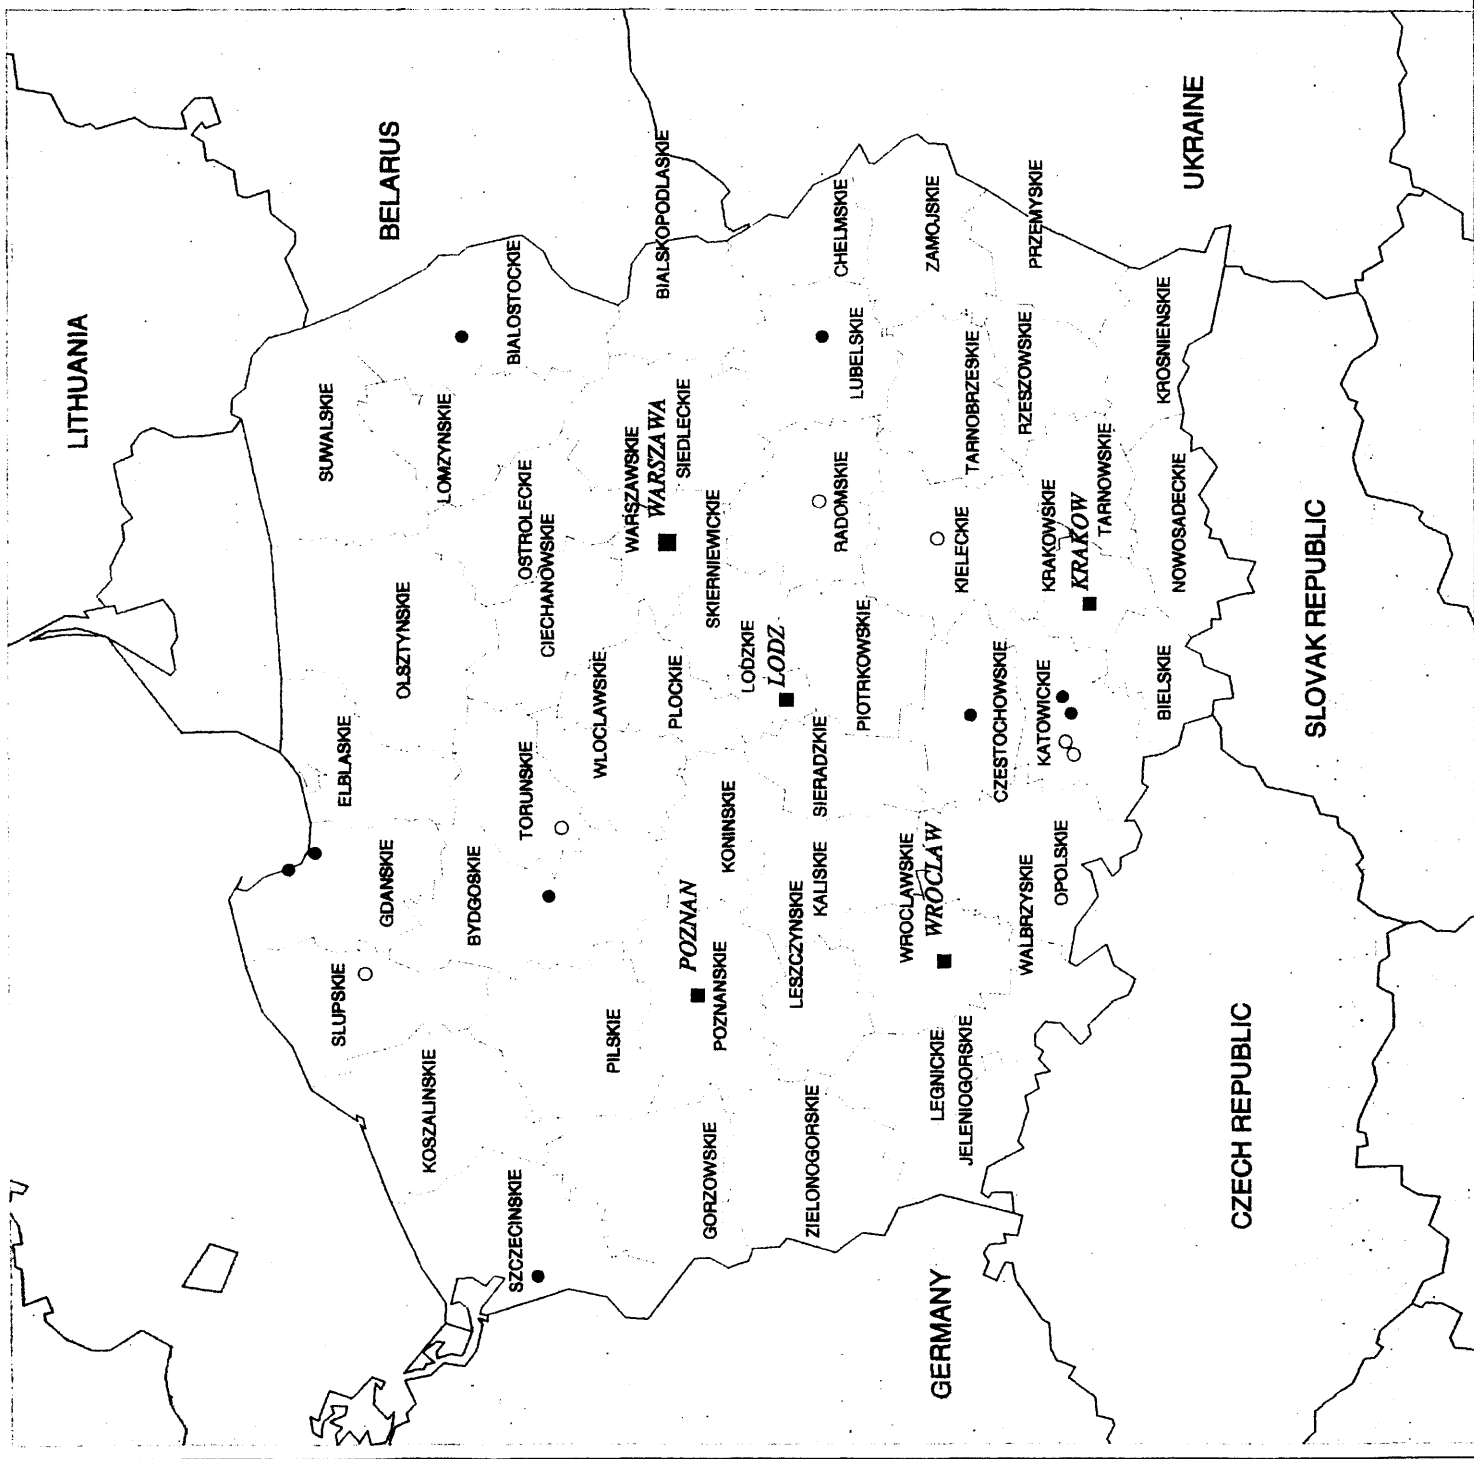 LITHUANIA
BELARUS
SUWALSKIE
SLUPSKIE
ELBLASKIE
GDANSKIE
OLSZTYNSKIE
KOSZALINSKIE
LOMZYNSKIE
BYDGOSKIE
BIALOSTOCKIE
SZCZECINSKIE
TORUNSKIE
OSTROLECKIE
CIECHANOWSKIE
WLOCLAWSKIE
PILSKIE
WARSZAWSKIE
WARSZAWA
BIALSKOPODLASKIE
SIEDLECKIE
PLOCKIE
POZNAN
GORZOWSKIE
POZNANSKIE
KONINSKIE
SKIERNIEWICKIE
LODZKIE
LODZ
LESZCZYNSKIE
ZIELONOGORSKIE
KALISKIE
SIERADZKIE
RADOMSKIE
CHELMSKIE
PIOTRKOWSKIE
LUBELSKIE
WROCLAWSKIE
WROCLAW
ZAMOJSKIE
GERMANY
LEGNICKIE
JELENIOGORSKIE
KIELECKIE
TARNOBRZESKIE
CZESTOCHOWSKIE
WALBRZYSKIE
RZESZOWSKIE
PRZEMYSKIE
KATOWICKIE
KRAKOWSKIE
KRAKOW
OPOLSKIE
TARNOWSKIE
BIELSKIE
NOWOSADECKIE
KROSNIENSKIE
UKRAINE
CZECH REPUBLIC
SLOVAK REPUBLIC